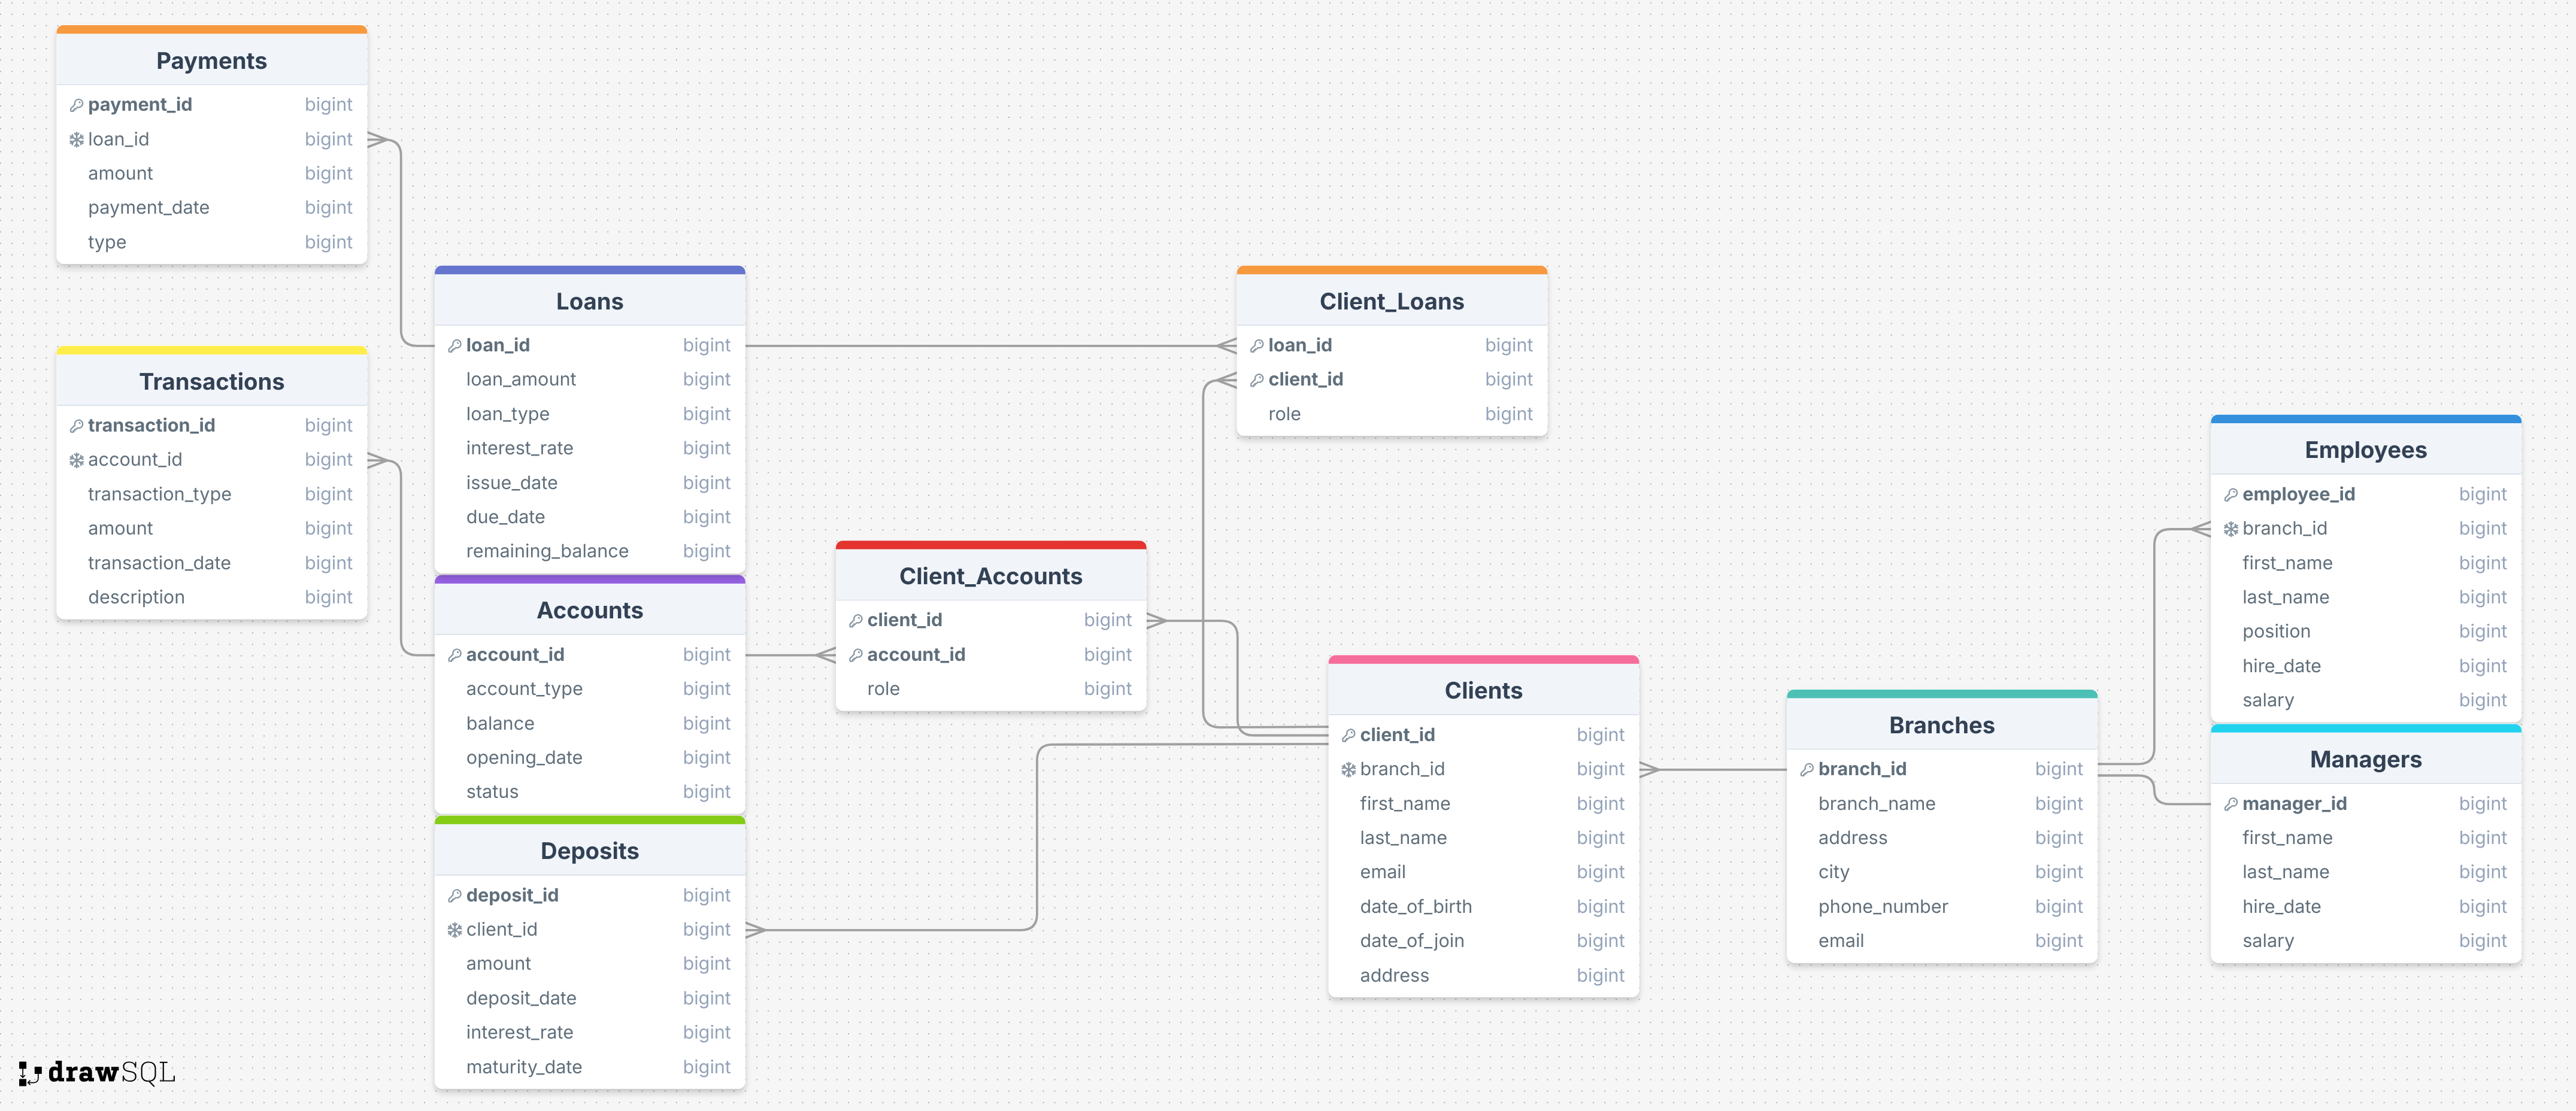 Payments
payment_id bigint
loan_id bigint
amount bigint
payment_date bigint
type bigint
Transactions
transaction_id bigint
account_id bigint
transaction_type bigint
amount bigint
transaction_date bigint
description bigint
Loans
loan_id bigint
loan_amount bigint
loan_type bigint
interest_rate bigint
issue_date bigint
due_date bigint
remaining_balance bigint
Accounts
account_id bigint
account_type bigint
balance bigint
opening_date bigint
status bigint
Deposits
deposit_id bigint
client_id bigint
amount bigint
deposit_date bigint
interest_rate bigint
maturity_date bigint
Client_Accounts
client_id bigint
account_id bigint
role bigint
Client_Loans
loan_id bigint
client_id bigint
role bigint
Clients
client_id bigint
branch_id bigint
first_name bigint
last_name bigint
email bigint
date_of_birth bigint
date_of_join bigint
address bigint
Branches
branch_id bigint
branch_name bigint
address bigint
city bigint
phone_number bigint
email bigint
Employees
employee_id bigint
branch_id bigint
first_name bigint
last_name bigint
position bigint
hire_date bigint
salary bigint
Managers
manager_id bigint
first_name bigint
last_name bigint
hire_date bigint
salary bigint
drawSQL